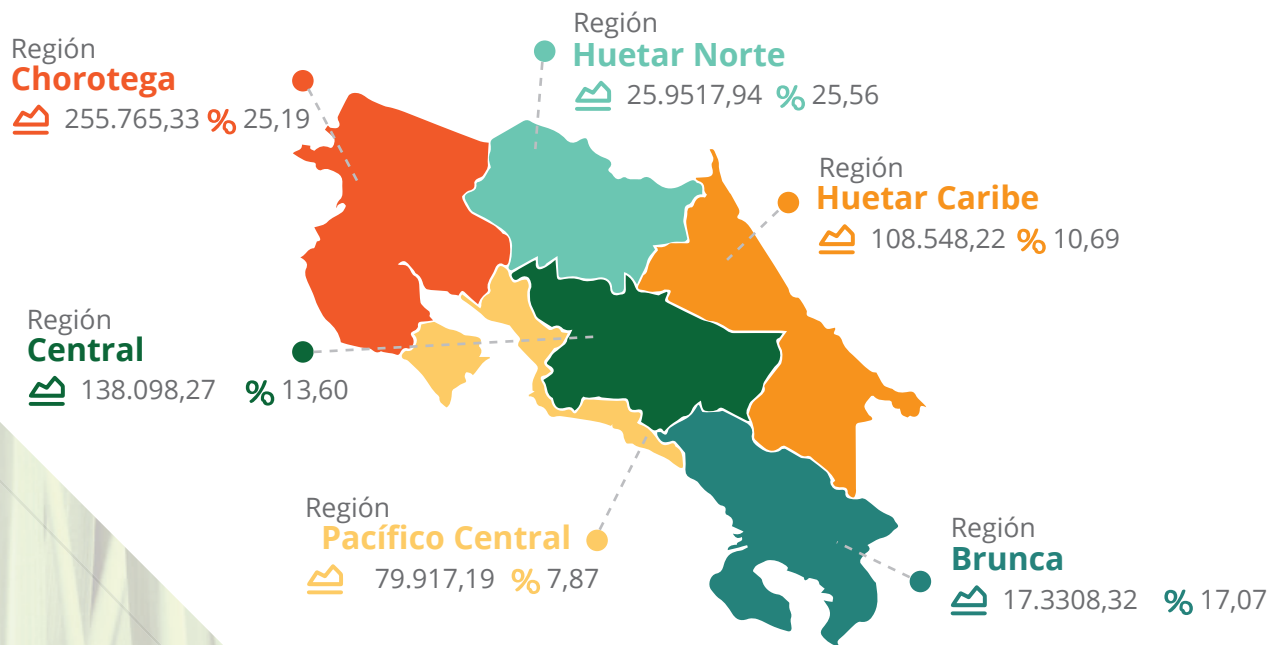 Región
Chorotega
255.765,33 % 25,19
Región
Huetar Norte
25.9517,94 % 25,56
Región
Huetar Caribe
108.548,22 % 10,69
Región
Central
138.098,27 % 13,60
Región
Pacífico Central
79.917,19 % 7,87
Región
Brunca
17.3308,32 % 17,07